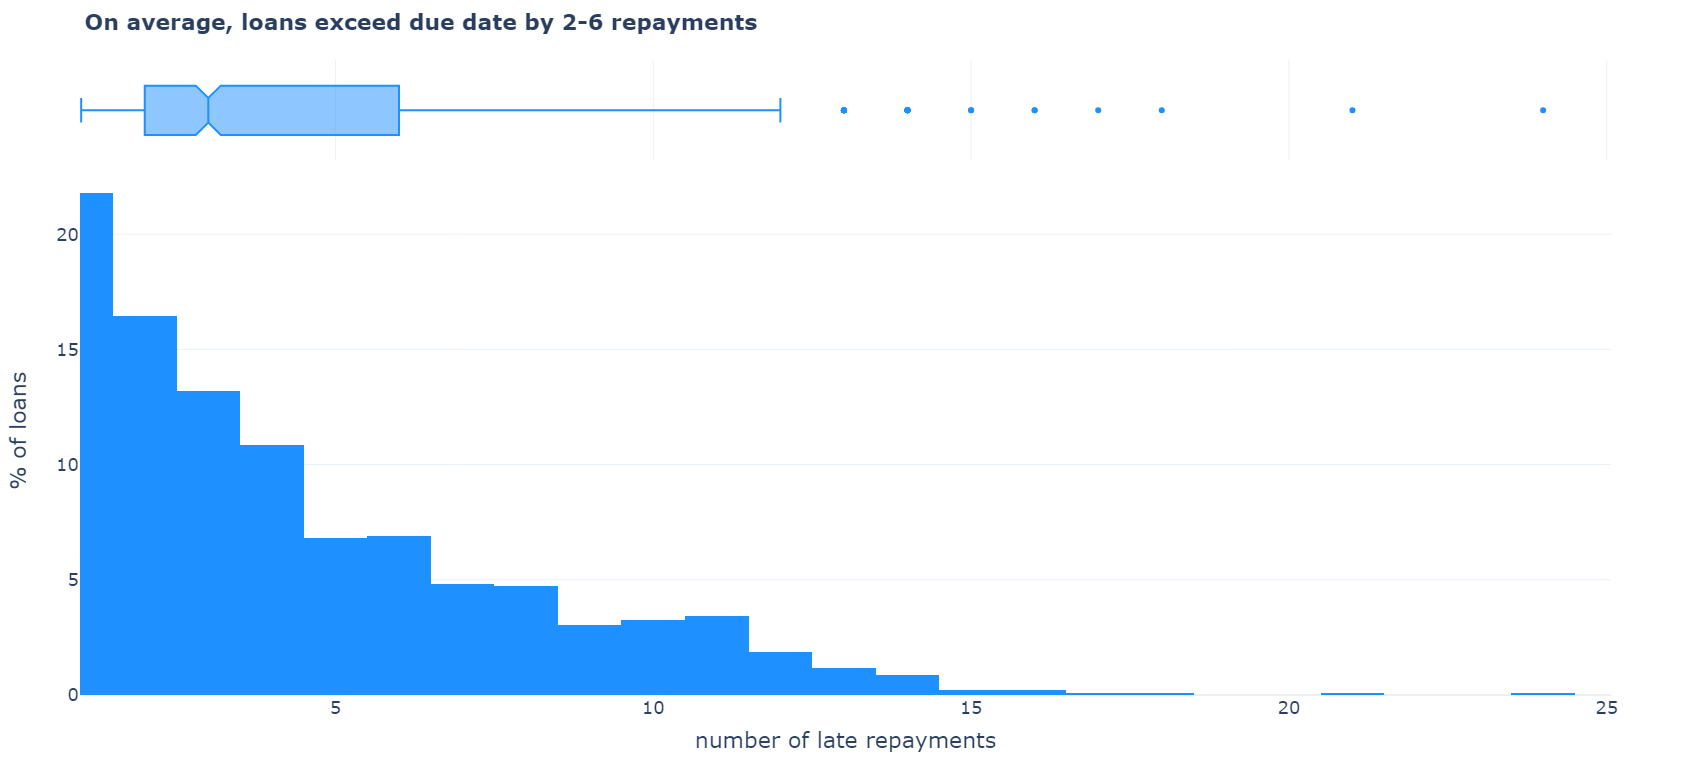 On average, loans exceed due date by 2-6 repayments
20
15
10
5
0
% of loans
5 10 15 20 25
number of late repayments